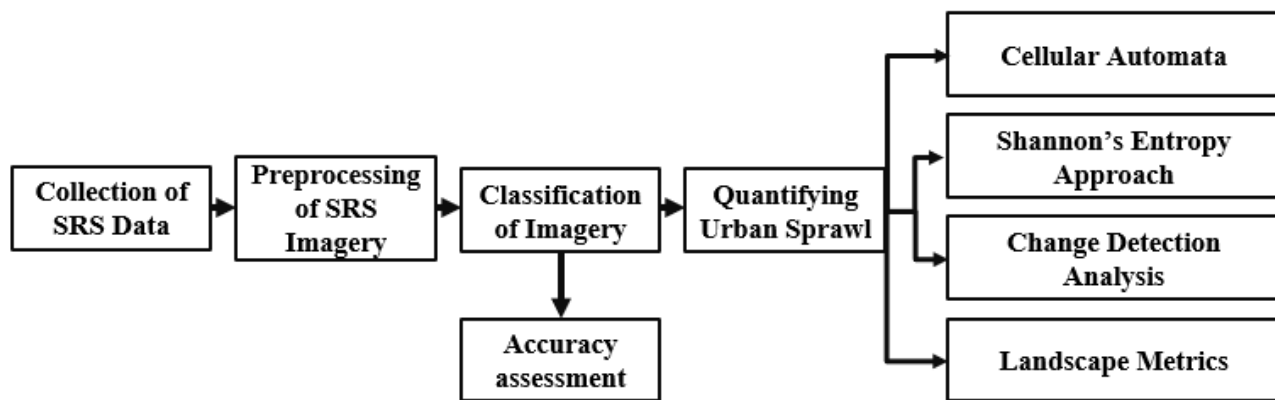 Collection of
SRS Data
Preprocessing
of SRS
Imagery
Classification
of Imagery
Accuracy
assessment
Quantifying
Urban Sprawl
Cellular Automata
Shannon's Entropy
Approach
Change Detection
Analysis
Landscape Metrics